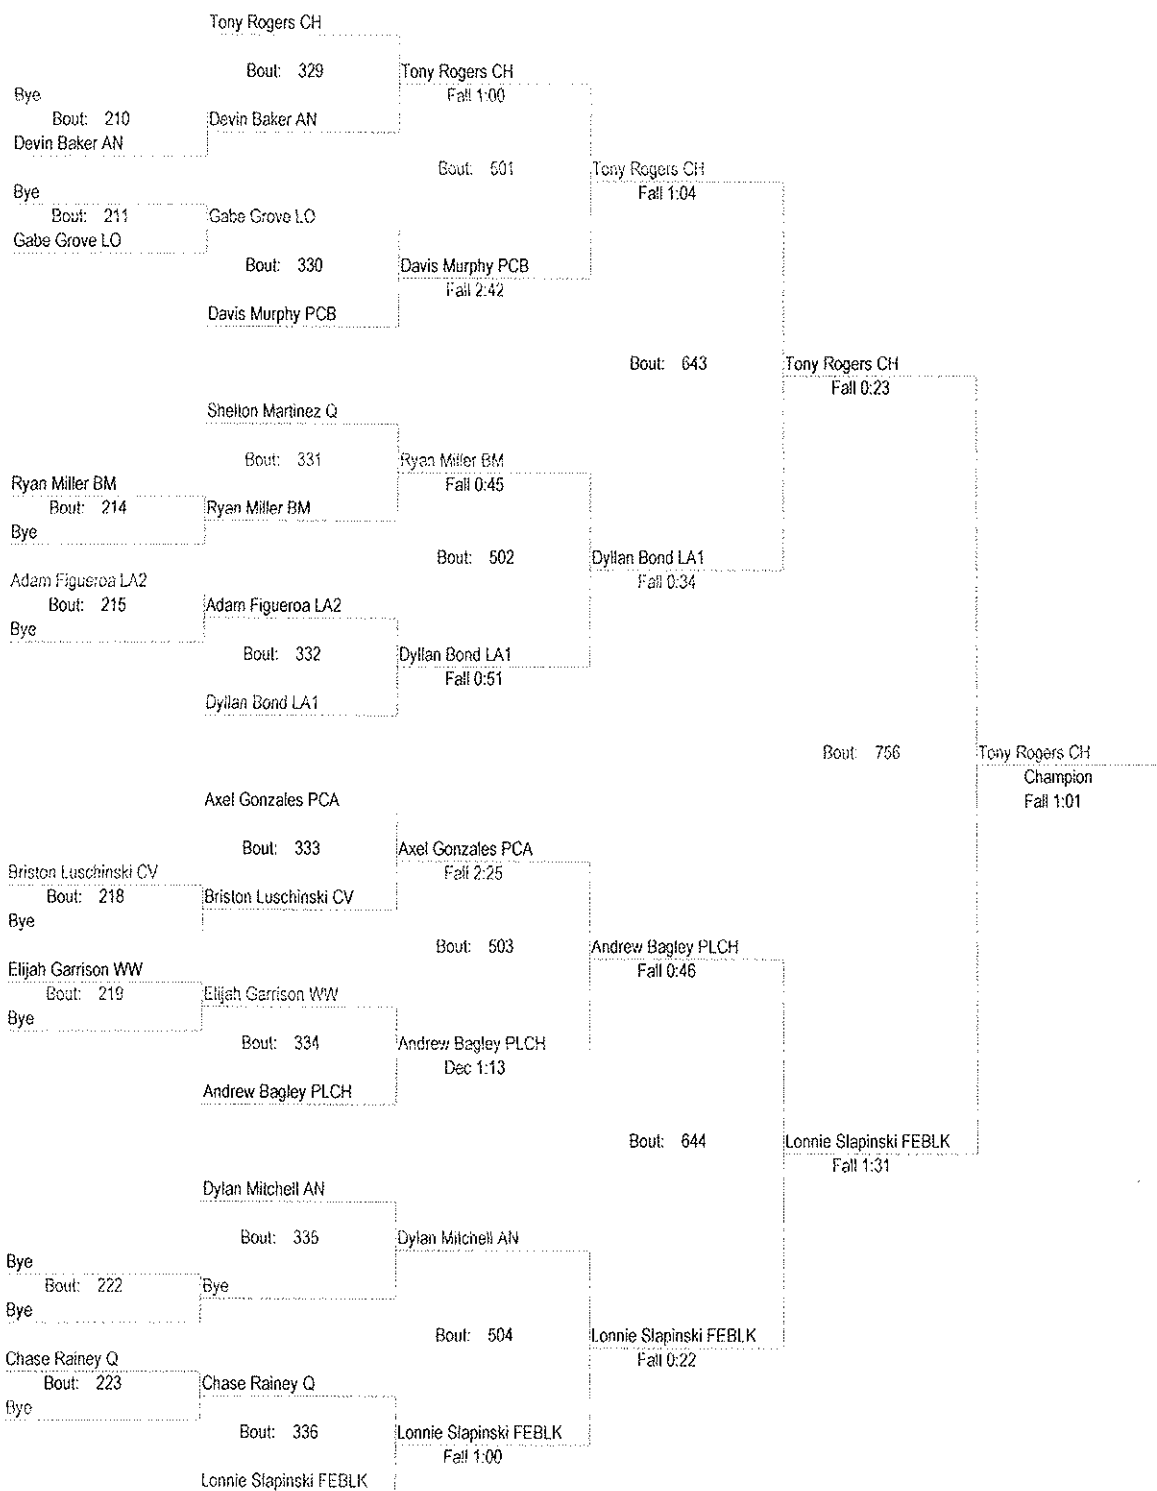 Tony Rogers CH
Bout: 329
Tony Rogers CH
Fall 1:00
Bye
Bout: 210
Devin Baker AN
Devin Baker AN
Bout: 501
Tony Rogers CH
Fall 1:04
Bye
Bout: 211
Gabe Grove LO
Gabe Grove LO
Bout: 330
Davis Murphy PCB
Fall 2:42
Davis Murphy PCB
Bout: 643
Tony Rogers CH
Fall 0:23
Shelton Martinez Q
Bout: 331
Ryan Miller BM
Fall 0:45
Ryan Miller BM
Bout: 214
Ryan Miller BM
Bye
Bout: 502
Dyllan Bond LA1
Fall 0:34
Adam Figueroa LA2
Bout: 215
Adam Figueroa LA2
Bye
Bout: 332
Dyllan Bond LA1
Fall 0:51
Dyllan Bond LA1
Bout: 756
Tony Rogers CH
Champion
Fall 1:01
Axel Gonzales PCA
Bout: 333
Axel Gonzales PCA
Fall 2:25
Briston Luschinski CV
Bout: 218
Briston Luschinski CV
Bye
Bout: 503
Andrew Bagley PLCH
Fall 0:46
Elijah Garrison WW
Bout: 219
Elijah Garrison WW
Bye
Bout: 334
Andrew Bagley PLCH
Dec 1:13
Andrew Bagley PLCH
Bout: 644
Lonnie Slapinski FEBLK
Fall 1:31
Dylan Mitchell AN
Bout: 335
Dylan Mitchell AN
Bye
Bout: 222
Bye
Bye
Bout: 504
Lonnie Slapinski FEBLK
Fall 0:22
Chase Rainey Q
Bout: 223
Chase Rainey Q
Bye
Bout: 336
Lonnie Slapinski FEBLK
Fall 1:00
Lonnie Slapinski FEBLK